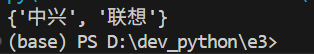 {'中兴', '联想'}
(base) PS D:\dev_python\e3>